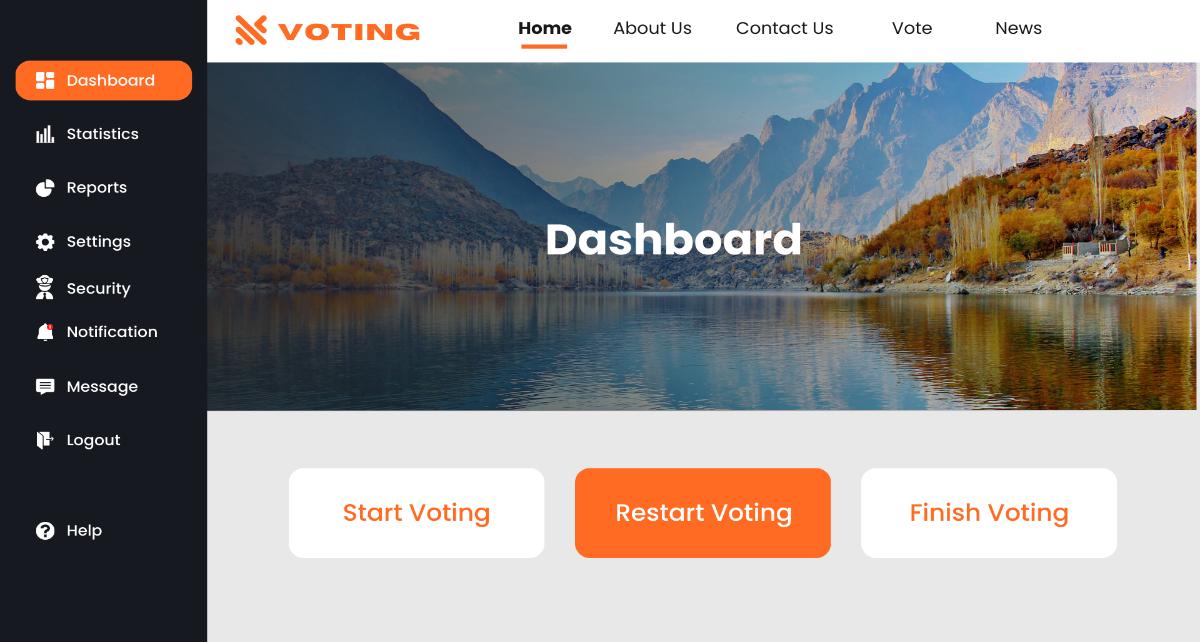 VOTING
Home
About Us
Contact Us
Vote
News
Dashboard
Statistics
Reports
Settings
Security
Notification
Message
Logout
Help
Dashboard
Start Voting
Restart Voting
Finish Voting